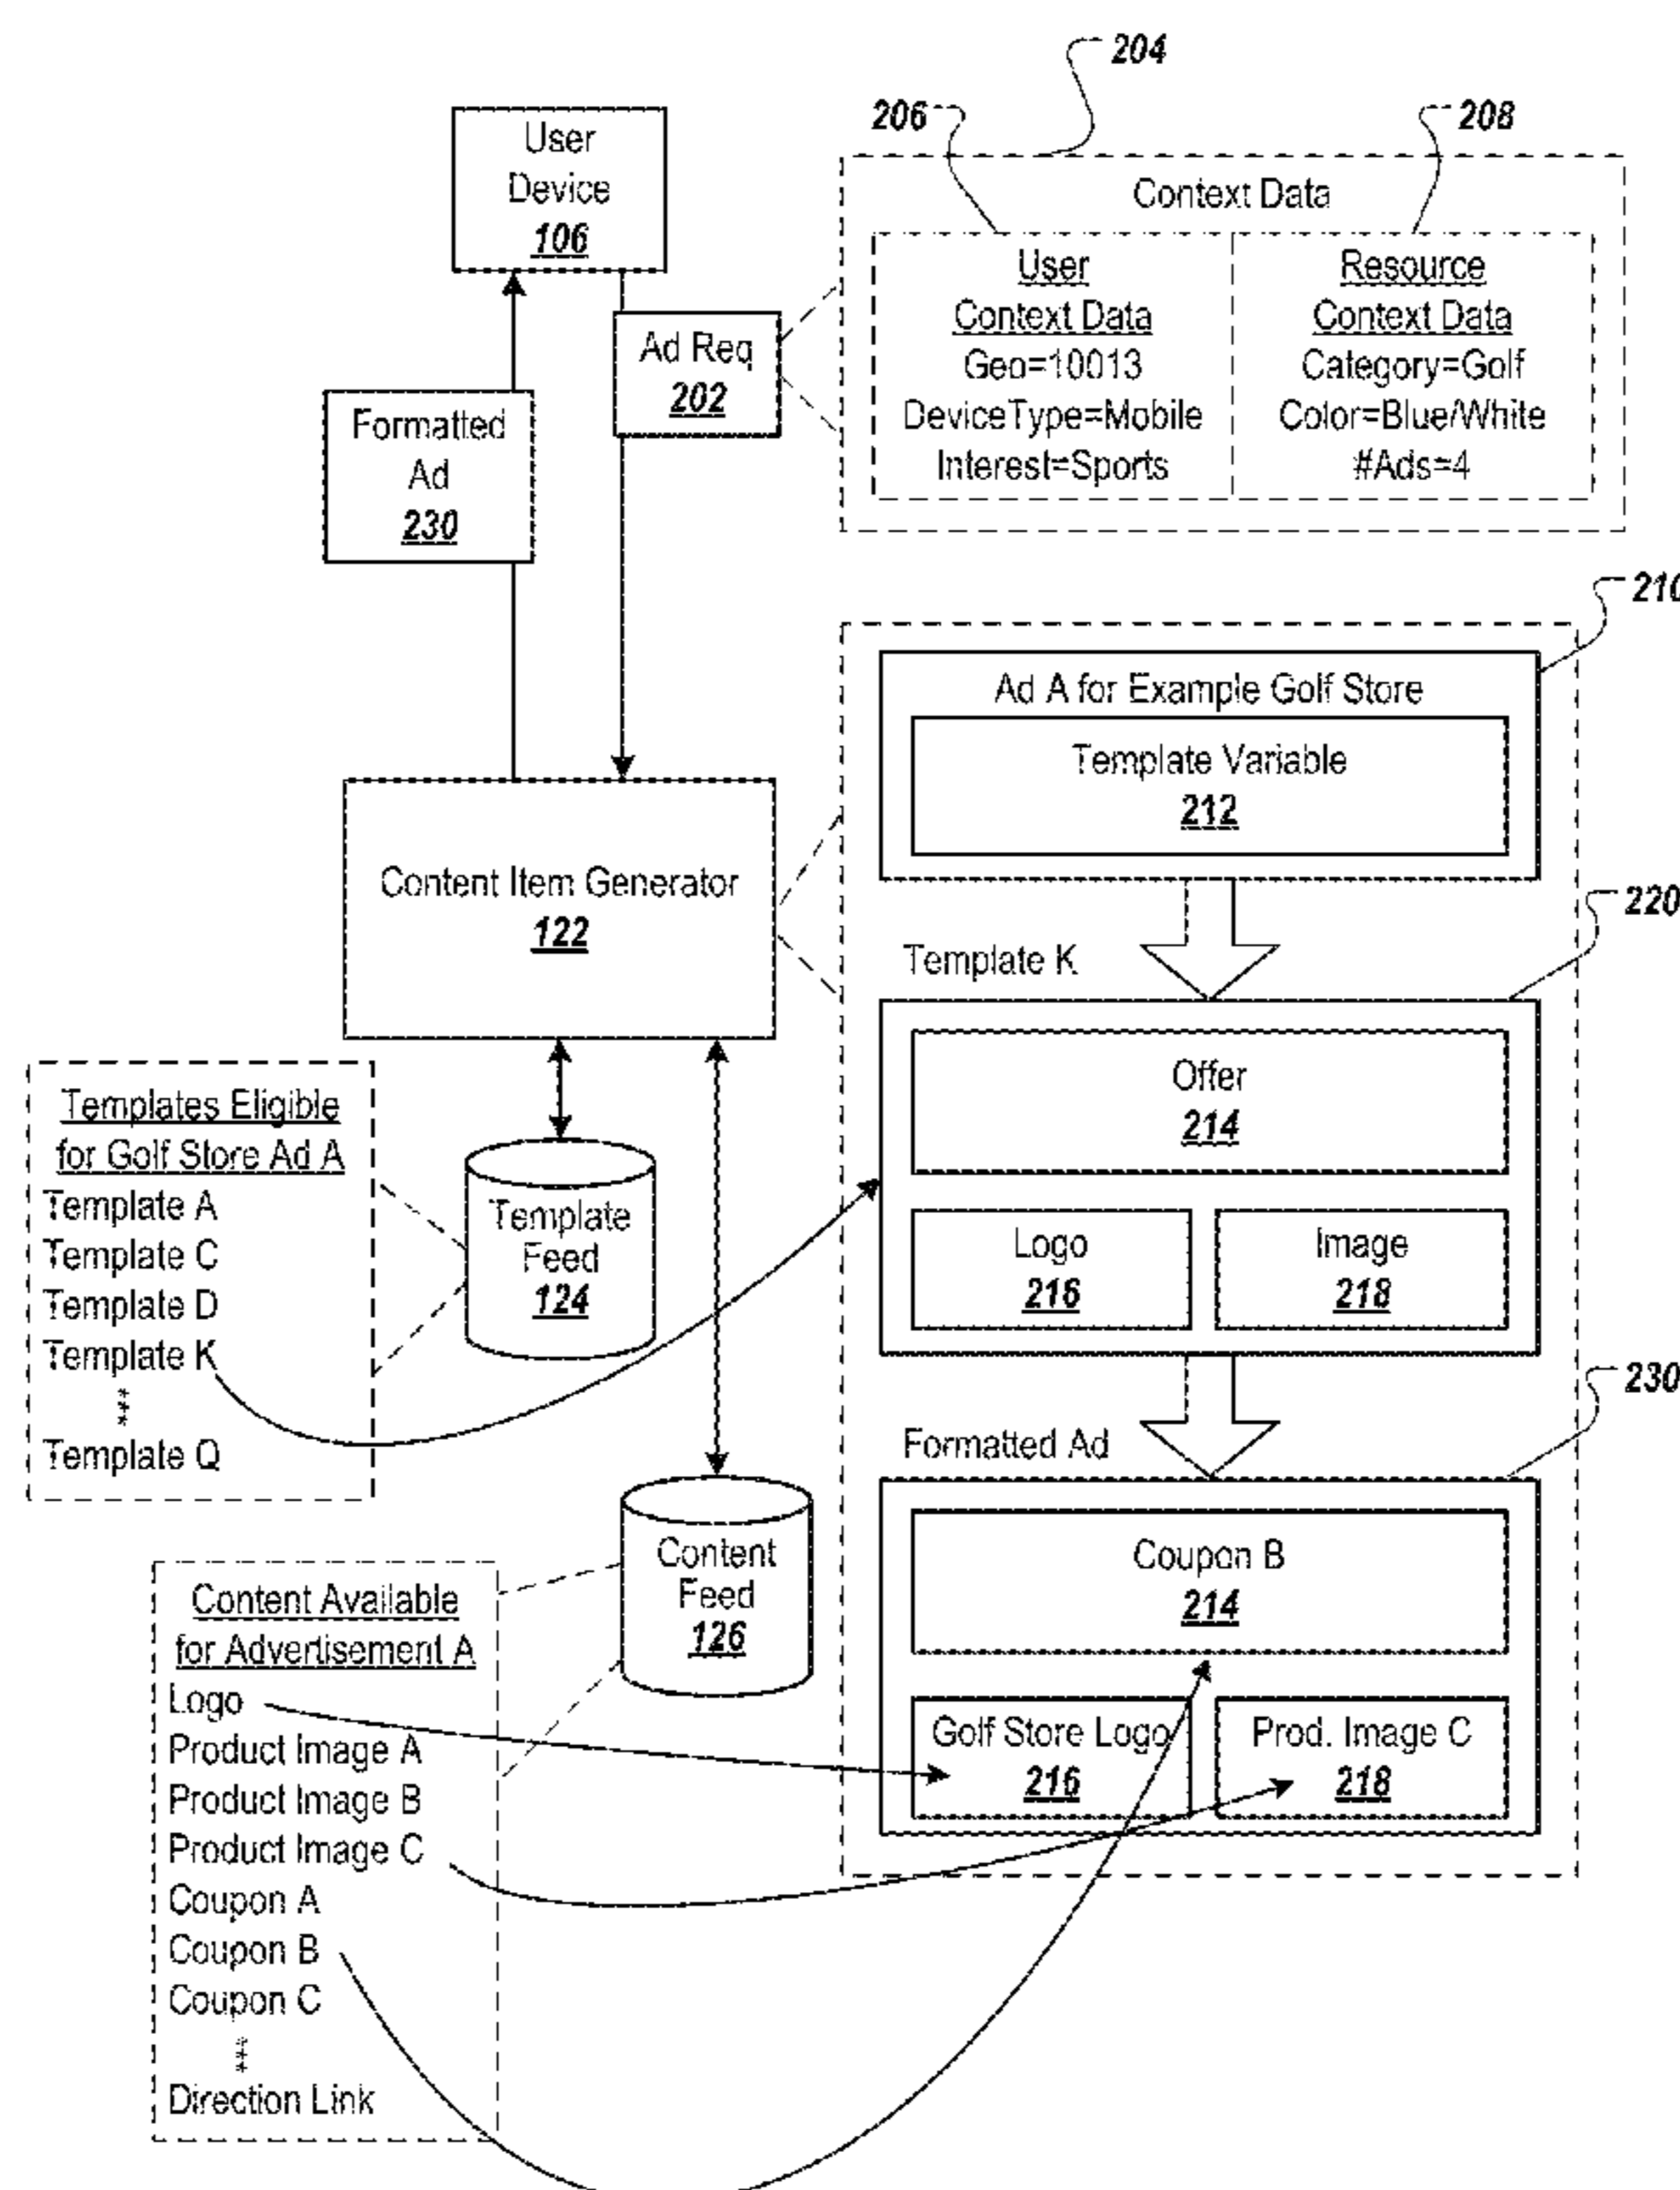 204
206
208
User
Device
106
Context Data
User
Context Data
Geo=10013
DeviceType=Mobile
Interest=Sports
Resource
Context Data
Category=Golf
Color=Blue/White
#Ads=4
Ad Req
202
Formatted
Ad
230
210
Ad A for Example Golf Store
Template Variable
212
Content Item Generator
122
220
Template K
Offer
214
Logo
216
Image
218
Templates Eligible
for Golf Store Ad A
Template A
Template C
Template D
Template K
***
Template Q
Template
Feed
124
230
Formatted Ad
Coupon B
214
Golf Store Logo
216
Prod. Image C
218
Content
Feed
126
Content Available
for Advertisement A
Logo
Product Image A
Product Image B
Product Image C
Coupon A
Coupon B
Coupon C
***
Direction Link